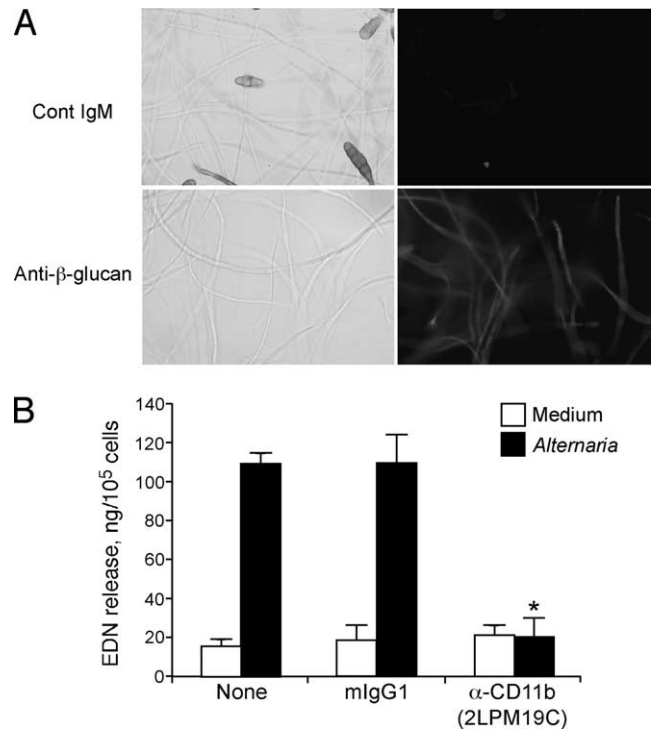 A
Cont IgM
Anti-β-glucan
B
EDN release, ng/10⁵ cells
140
120
100
80
60
40
20
0
Medium
Alternaria
*
None
mIgG1
α-CD11b
(2LPM19C)